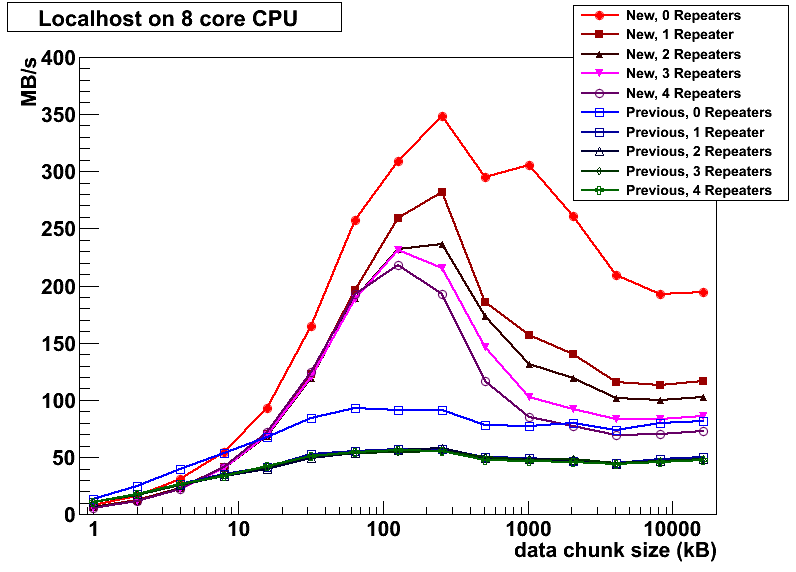 Localhost on 8 core CPU
New, 0 Repeaters
New, 1 Repeater
New, 2 Repeaters
New, 3 Repeaters
New, 4 Repeaters
Previous, 0 Repeaters
Previous, 1 Repeater
Previous, 2 Repeaters
Previous, 3 Repeaters
Previous, 4 Repeaters
MB/s
400
350
300
250
200
150
100
50
0
1 10 100 1000 10000
data chunk size (kB)